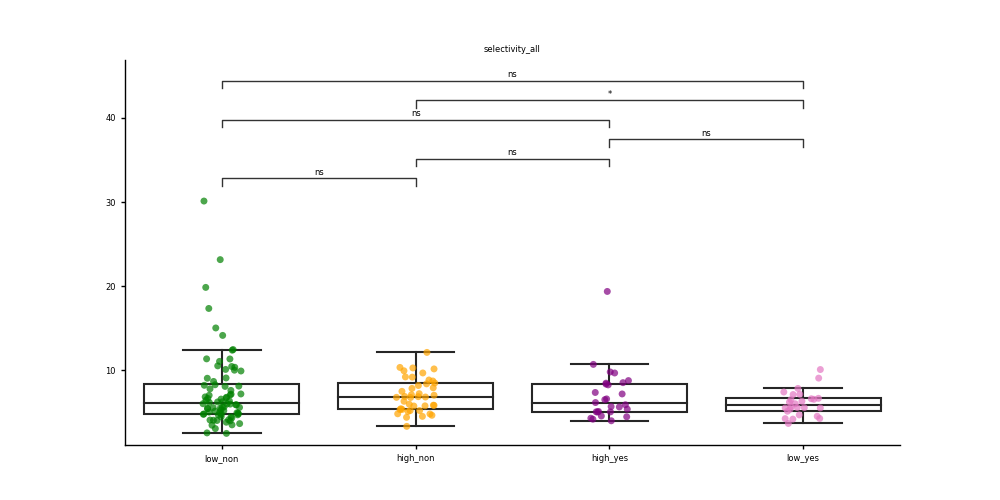 selectivity_all
ns
*
ns
ns
ns
ns
40
30
20
10
low_non
high_non
high_yes
low_yes